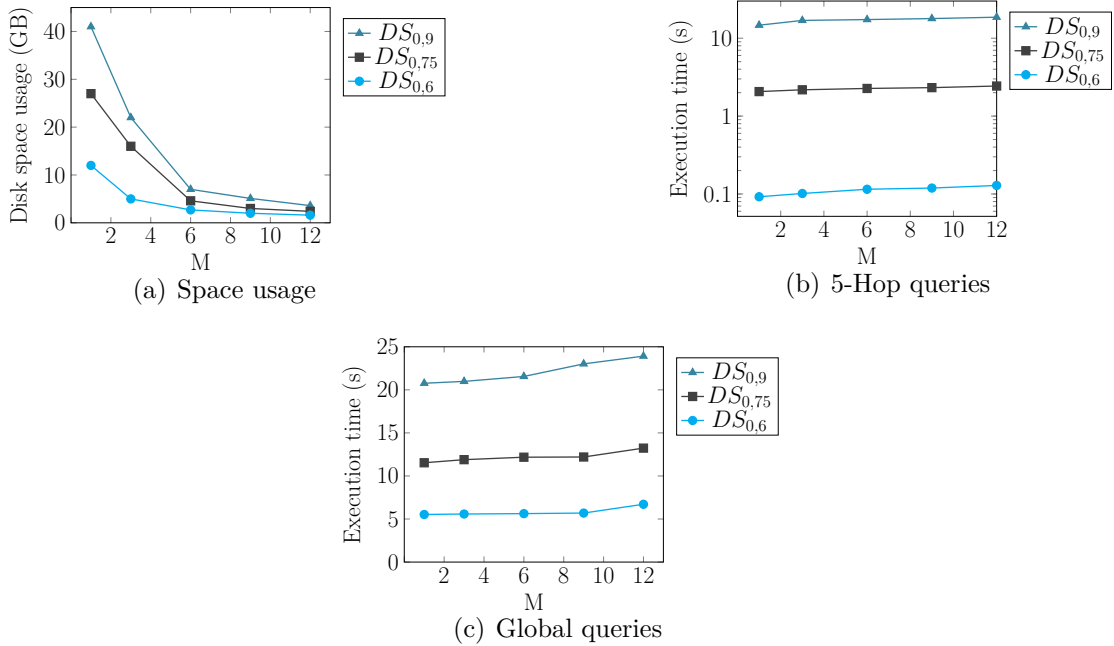 Disk space usage (GB)
40
30
20
10
0
2 4 6 8 10 12
M
DS0,9
DS0,75
DS0,6
(a) Space usage
Execution time (s)
10
1
0.1
2 4 6 8 10 12
M
DS0,9
DS0,75
DS0,6
(b) 5-Hop queries
Execution time (s)
25
20
15
10
5
0
2 4 6 8 10 12
M
DS0,9
DS0,75
DS0,6
(c) Global queries